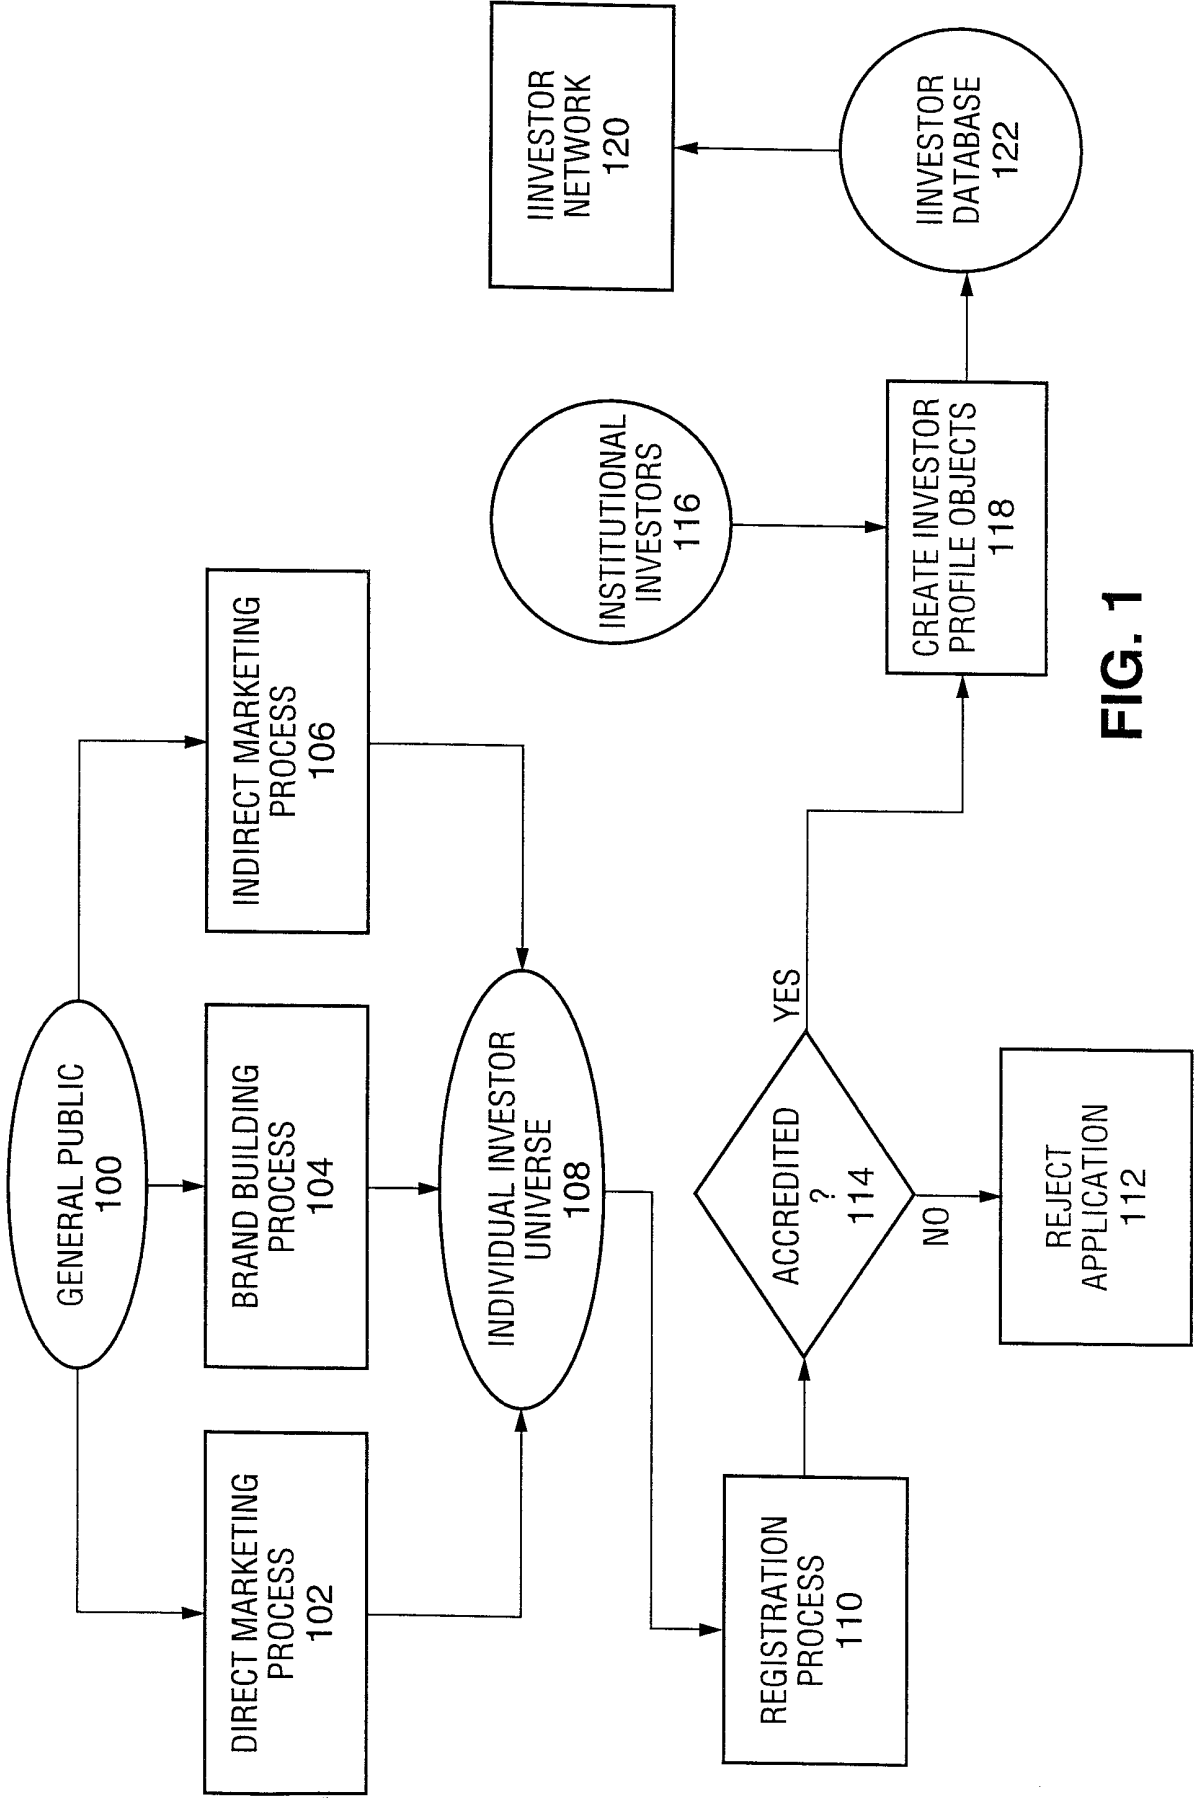 GENERAL PUBLIC
100
DIRECT MARKETING
PROCESS
102
BRAND BUILDING
PROCESS
104
INDIRECT MARKETING
PROCESS
106
INDIVIDUAL INVESTOR
UNIVERSE
108
REGISTRATION
PROCESS
110
ACCREDITED
?
114
YES
NO
REJECT
APPLICATION
112
INSTITUTIONAL
INVESTORS
116
CREATE INVESTOR
PROFILE OBJECTS
118
IINVESTOR
NETWORK
120
IINVESTOR
DATABASE
122
FIG. 1